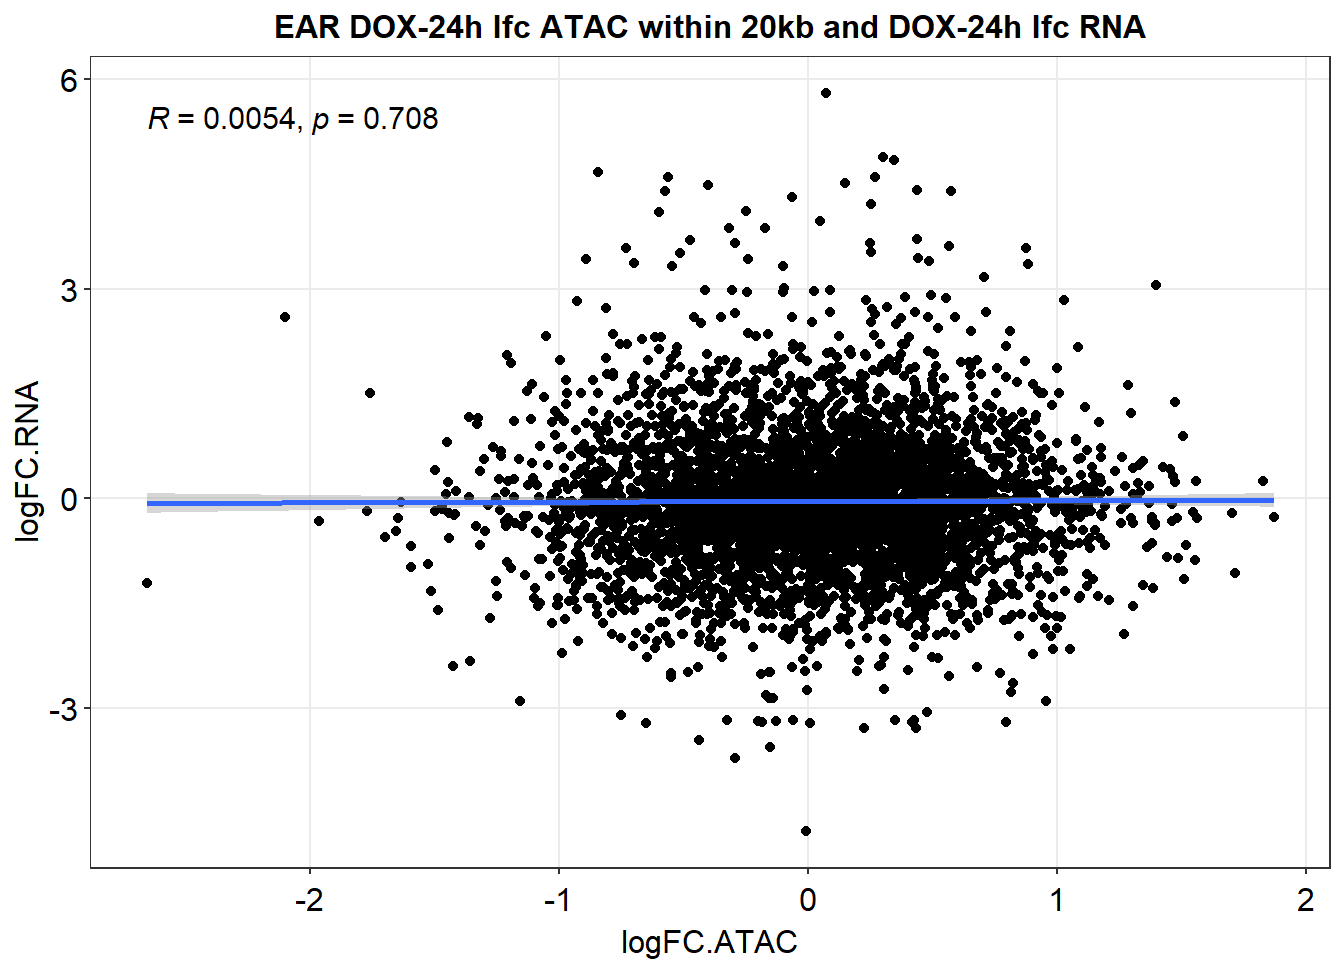 EAR DOX-24h lfc ATAC within 20kb and DOX-24h lfc RNA
R = 0.0054, p = 0.708
6
3
0
-3
logFC.RNA
-2
-1
0
1
2
logFC.ATAC